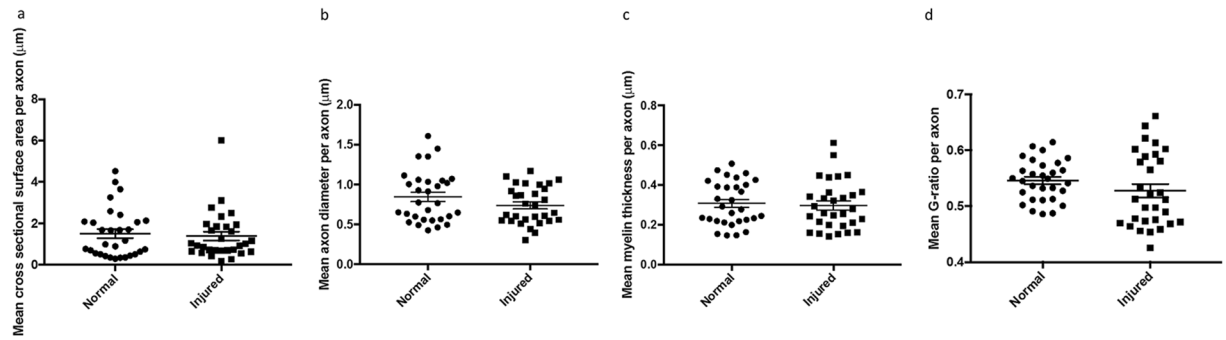 a
Mean cross sectional surface area per axon (μm)
8
6
4
2
0
Normal
Injured
b
Mean axon diameter per axon (μm)
2.0
1.5
1.0
0.5
0.0
Normal
Injured
c
Mean myelin thickness per axon (μm)
0.8
0.6
0.4
0.2
0.0
Normal
Injured
d
Mean G-ratio per axon
0.7
0.6
0.5
0.4
Normal
Injured